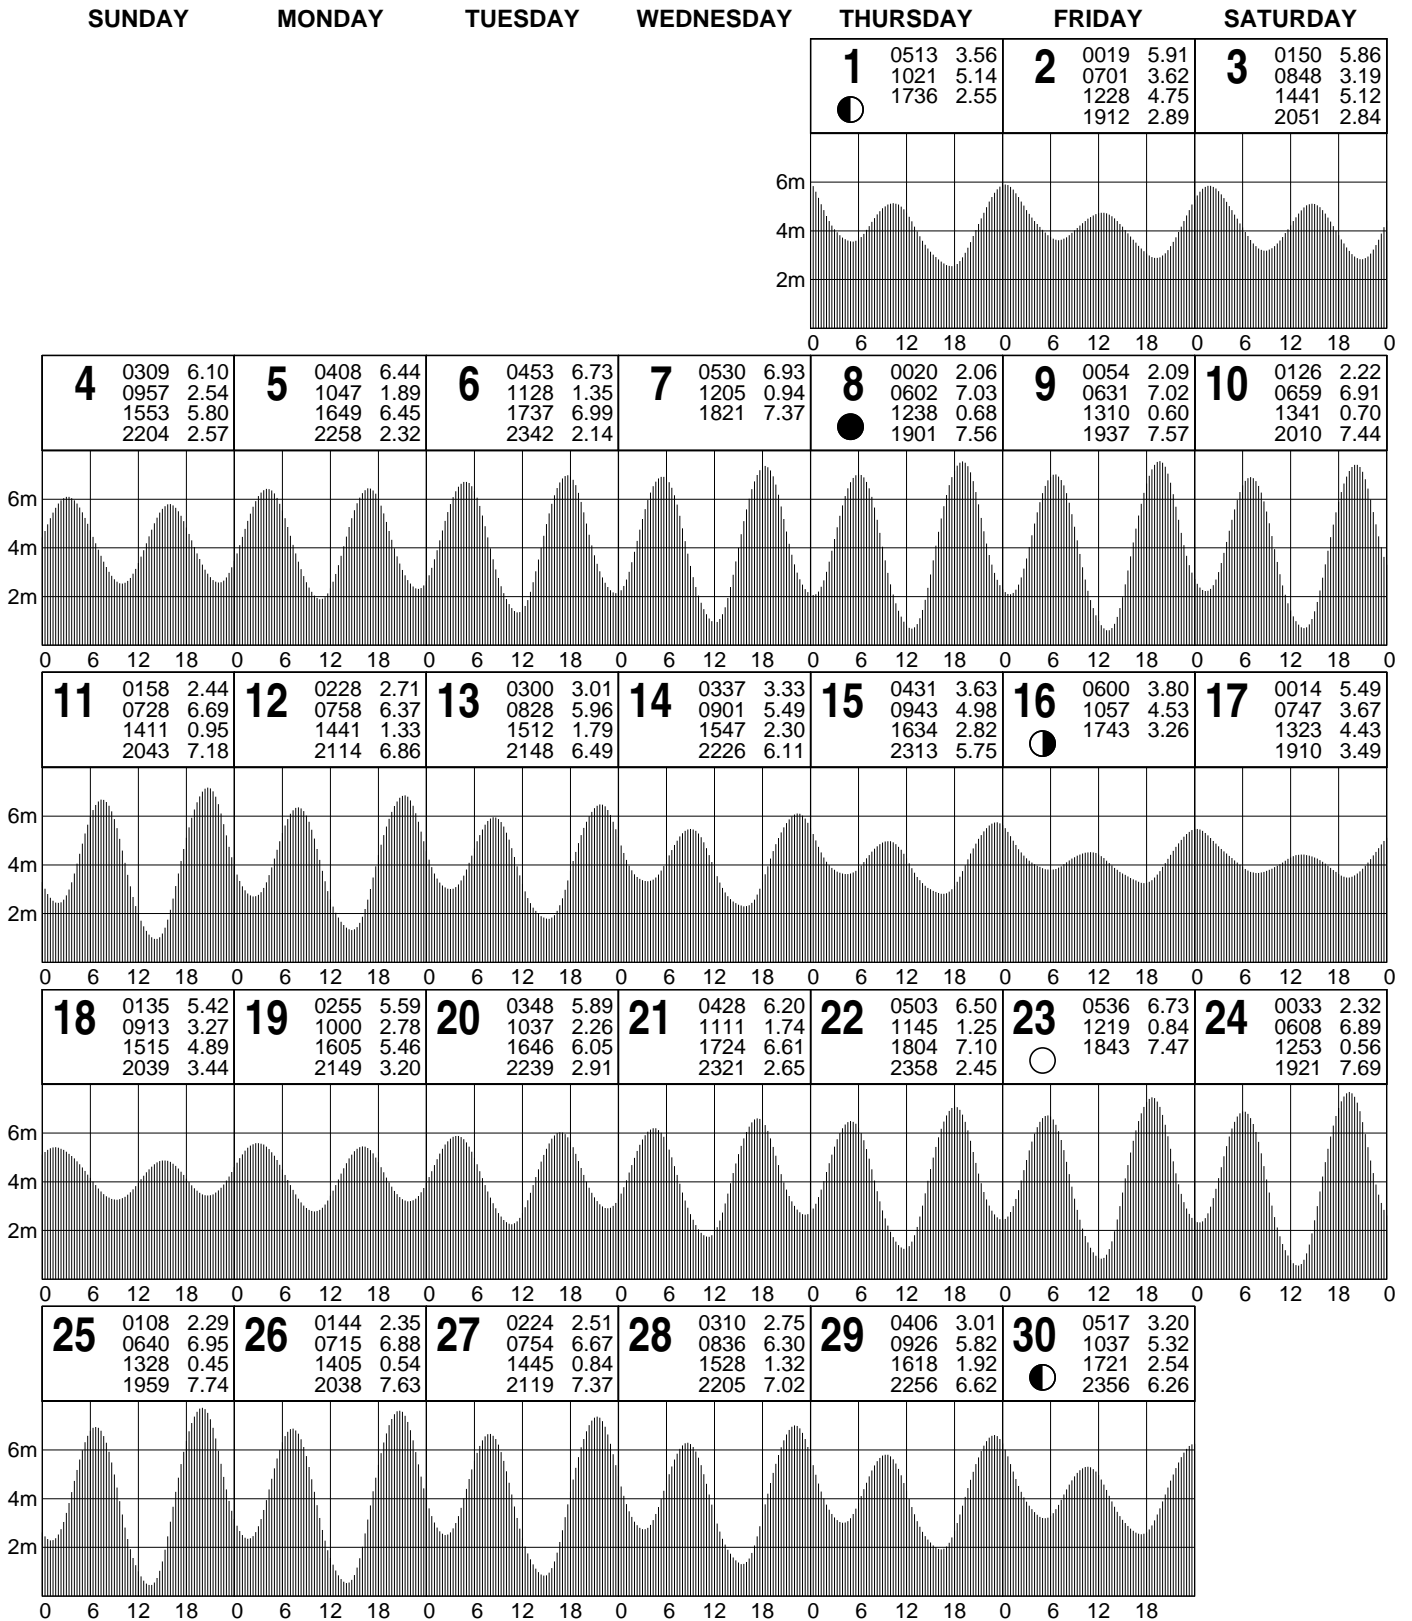 SUNDAY MONDAY TUESDAY WEDNESDAY THURSDAY FRIDAY SATURDAY
1 0513 3.56
1021 5.14
1736 2.55
2 0019 5.91
0701 3.62
1228 4.75
1912 2.89
3 0150 5.86
0848 3.19
1441 5.12
2051 2.84
6m
4m
2m
0 6 12 18 0 6 12 18 0 6 12 18 0
4 0309 6.10
0957 2.54
1553 5.80
2204 2.57
5 0408 6.44
1047 1.89
1649 6.45
2258 2.32
6 0453 6.73
1128 1.35
1737 6.99
2342 2.14
7 0530 6.93
1205 0.94
1821 7.37
8 0020 2.06
0602 7.03
1238 0.68
1901 7.56
9 0054 2.09
0631 7.02
1310 0.60
1937 7.57
10 0126 2.22
0659 6.91
1341 0.70
2010 7.44
6m
4m
2m
0 6 12 18 0 6 12 18 0 6 12 18 0 6 12 18 0 6 12 18 0 6 12 18 0 6 12 18 0
11 0158 2.44
0728 6.69
1411 0.95
2043 7.18
12 0228 2.71
0758 6.37
1441 1.33
2114 6.86
13 0300 3.01
0828 5.96
1512 1.79
2148 6.49
14 0337 3.33
0901 5.49
1547 2.30
2226 6.11
15 0431 3.63
0943 4.98
1634 2.82
2313 5.75
16 0600 3.80
1057 4.53
1743 3.26
17 0014 5.49
0747 3.67
1323 4.43
1910 3.49
6m
4m
2m
0 6 12 18 0 6 12 18 0 6 12 18 0 6 12 18 0 6 12 18 0 6 12 18 0 6 12 18 0
18 0135 5.42
0913 3.27
1515 4.89
2039 3.44
19 0255 5.59
1000 2.78
1605 5.46
2149 3.20
20 0348 5.89
1037 2.26
1646 6.05
2239 2.91
21 0428 6.20
1111 1.74
1724 6.61
2321 2.65
22 0503 6.50
1145 1.25
1804 7.10
2358 2.45
23 0536 6.73
1219 0.84
1843 7.47
24 0033 2.32
0608 6.89
1253 0.56
1921 7.69
6m
4m
2m
0 6 12 18 0 6 12 18 0 6 12 18 0 6 12 18 0 6 12 18 0 6 12 18 0 6 12 18 0
25 0108 2.29
0640 6.95
1328 0.45
1959 7.74
26 0144 2.35
0715 6.88
1405 0.54
2038 7.63
27 0224 2.51
0754 6.67
1445 0.84
2119 7.37
28 0310 2.75
0836 6.30
1528 1.32
2205 7.02
29 0406 3.01
0926 5.82
1618 1.92
2256 6.62
30 0517 3.20
1037 5.32
1721 2.54
2356 6.26
6m
4m
2m
0 6 12 18 0 6 12 18 0 6 12 18 0 6 12 18 0 6 12 18 0 6 12 18 0